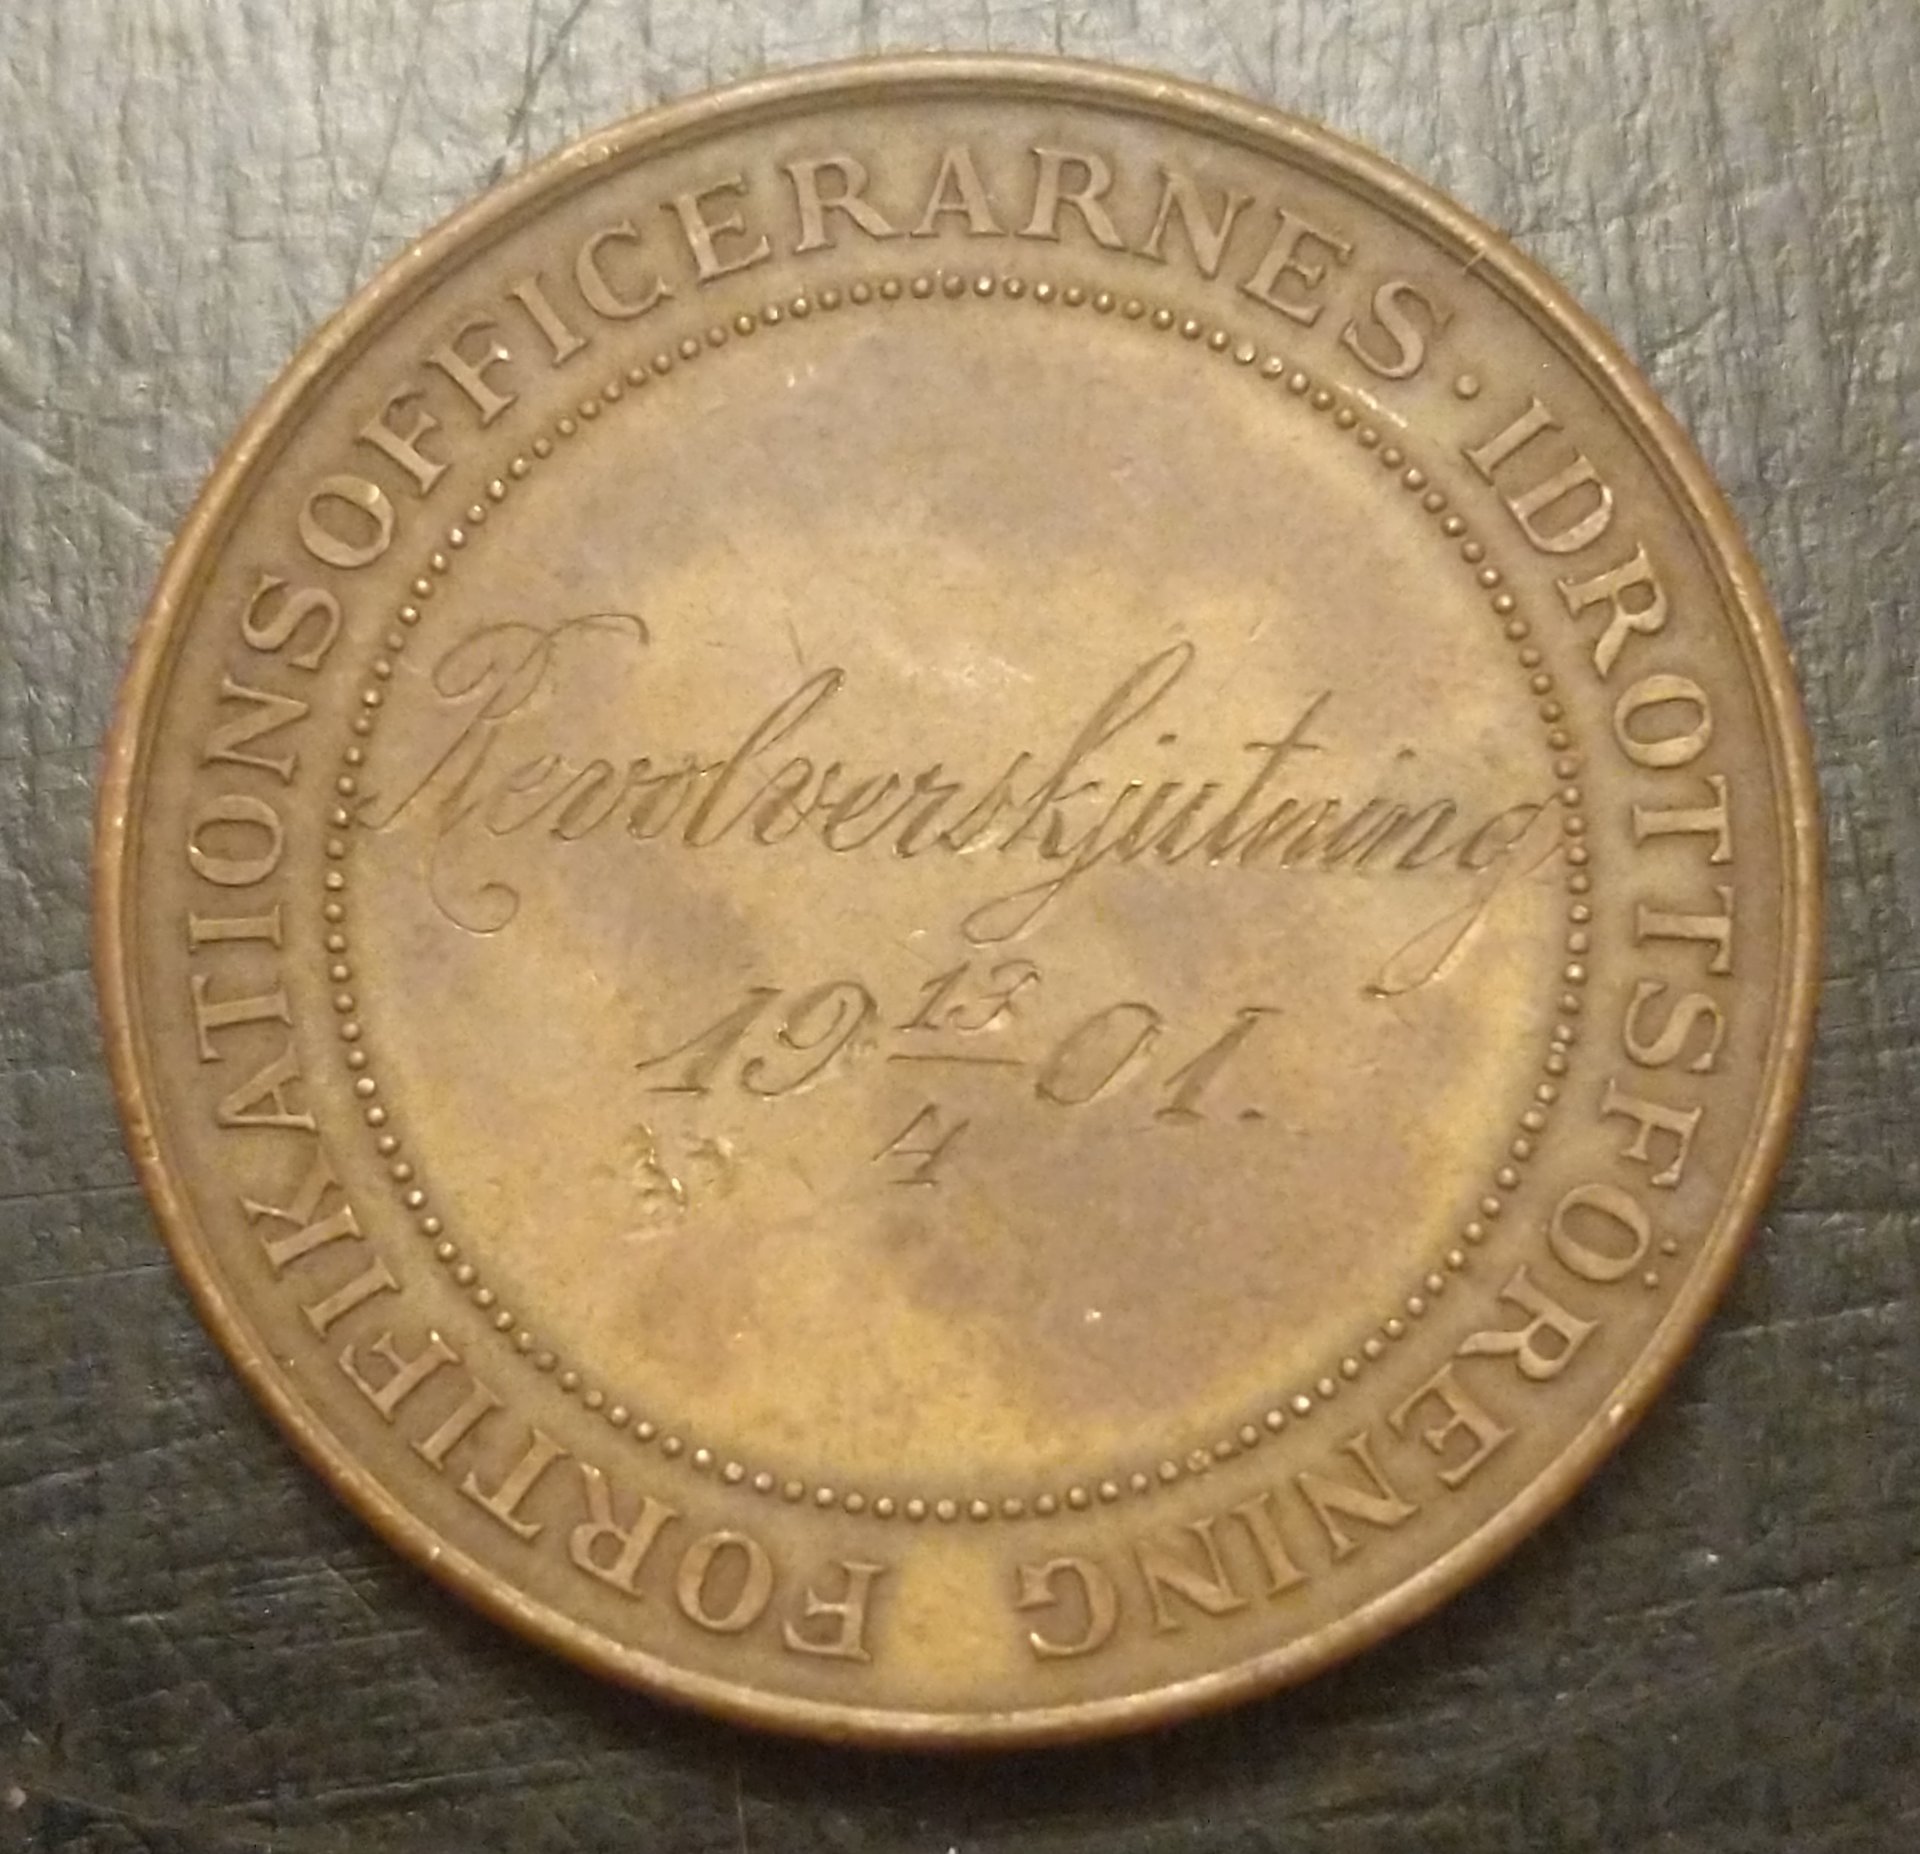 FORTIFIKATIONSOFFICERARNES · IDROTTSFÖRENING
Revolverskjutning
19 13/4 01.